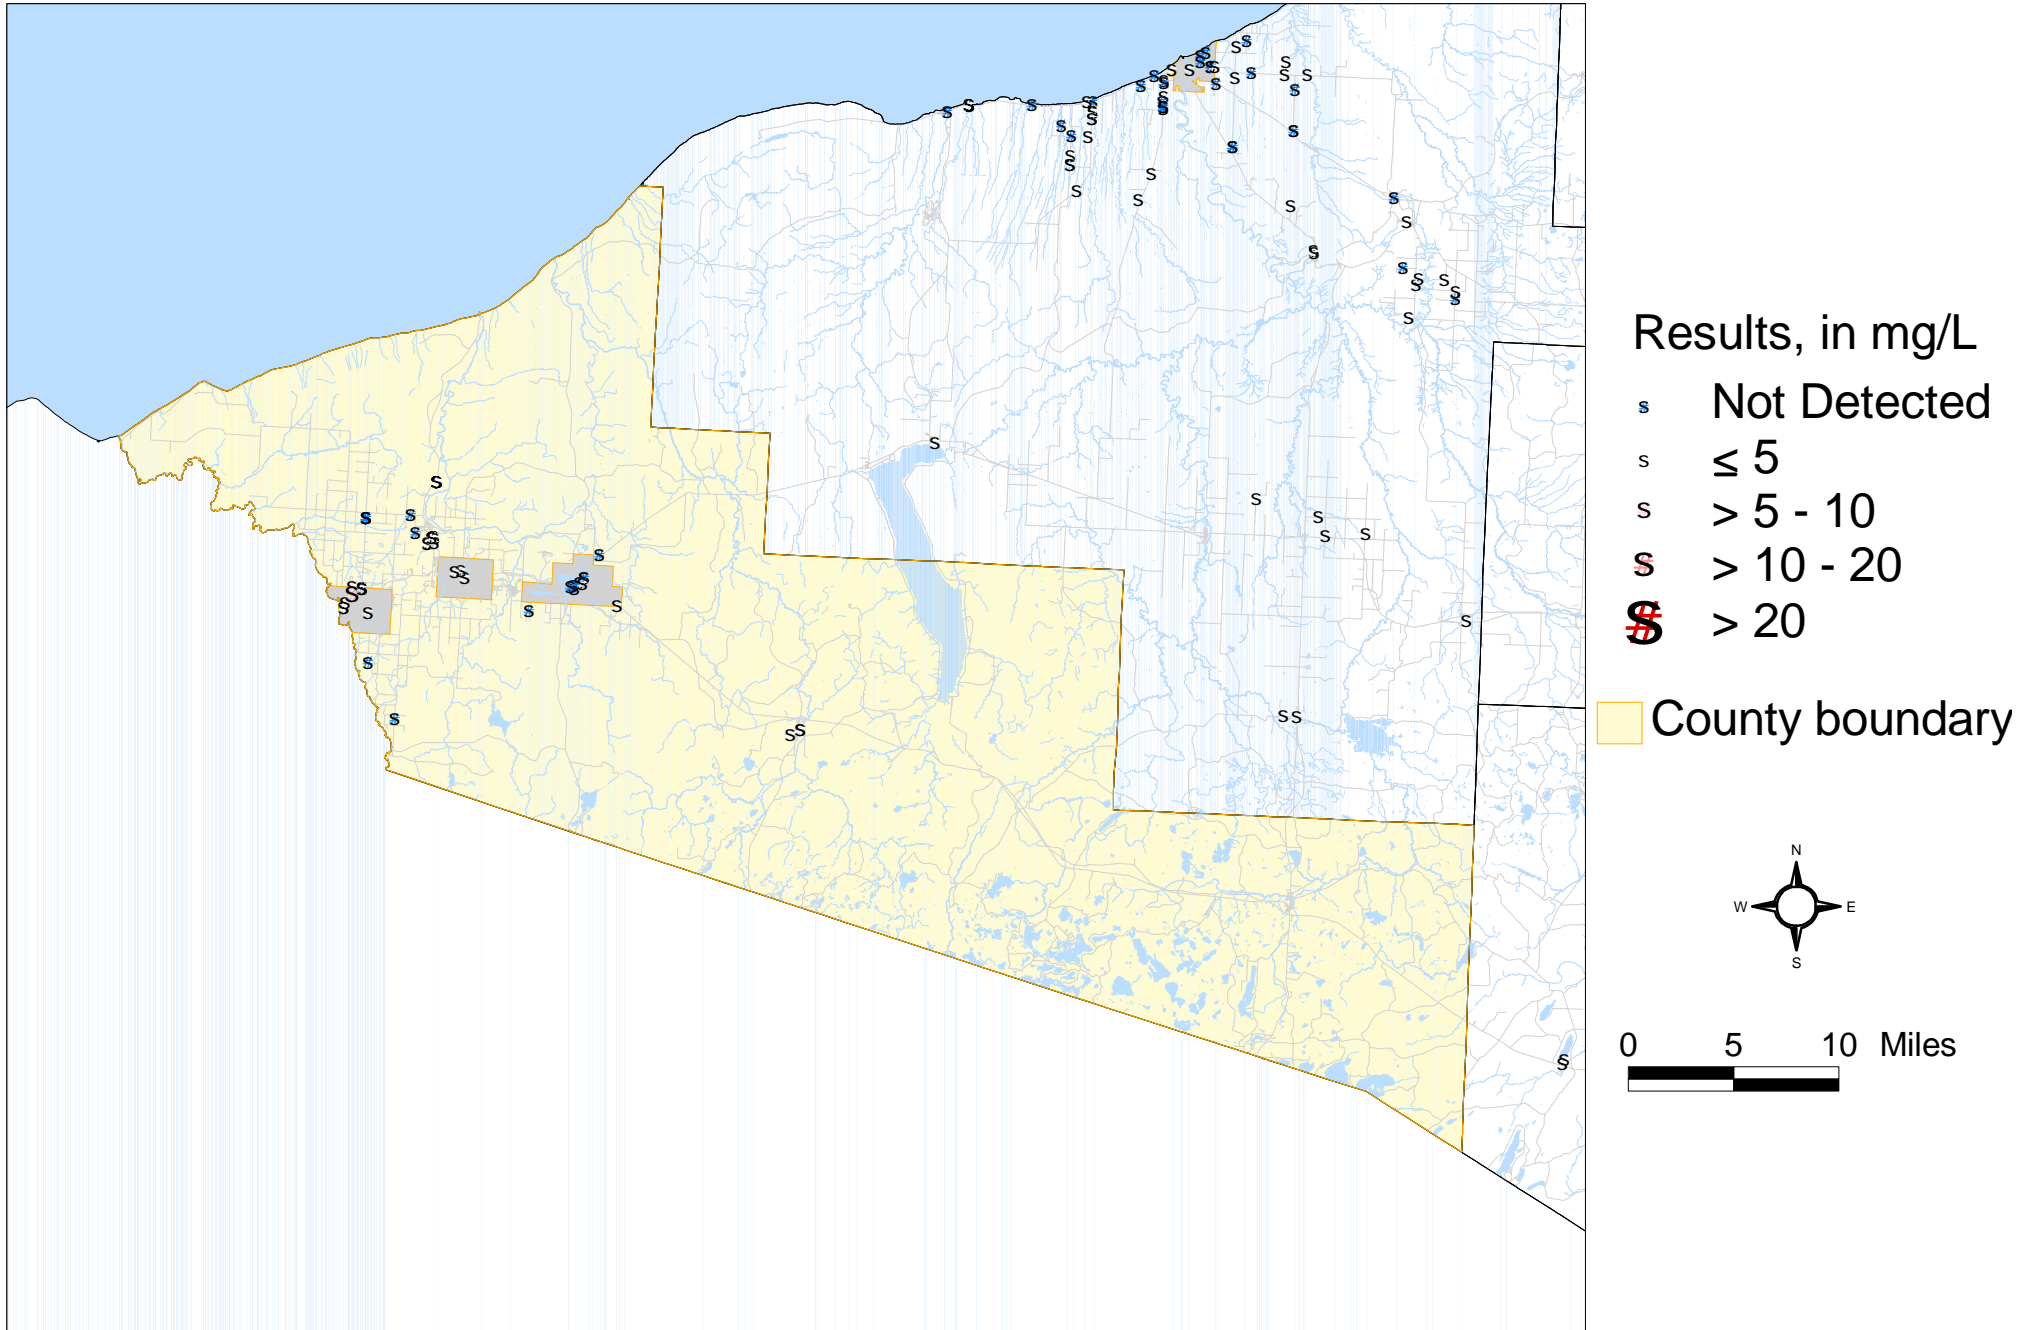 Results, in mg/L
S Not Detected
S ≤ 5
S > 5 - 10
S > 10 - 20
S > 20
County boundary
N
W E
S
0 5 10 Miles